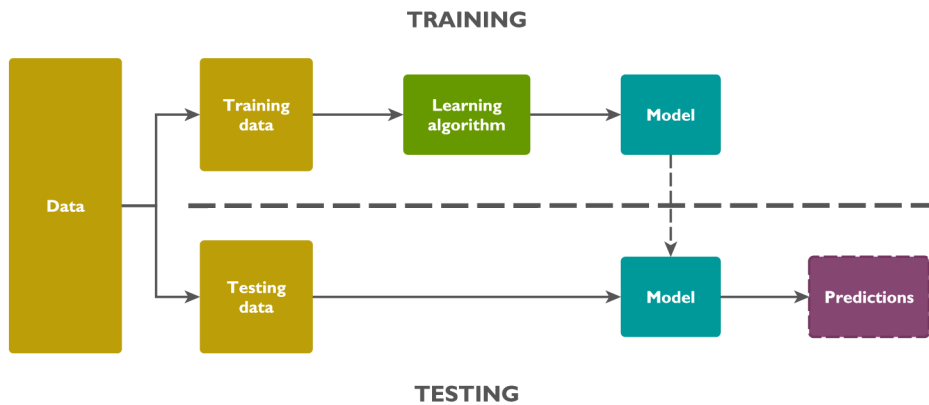 TRAINING
Training
data
Learning
algorithm
Model
Data
Testing
data
Model
Predictions
TESTING